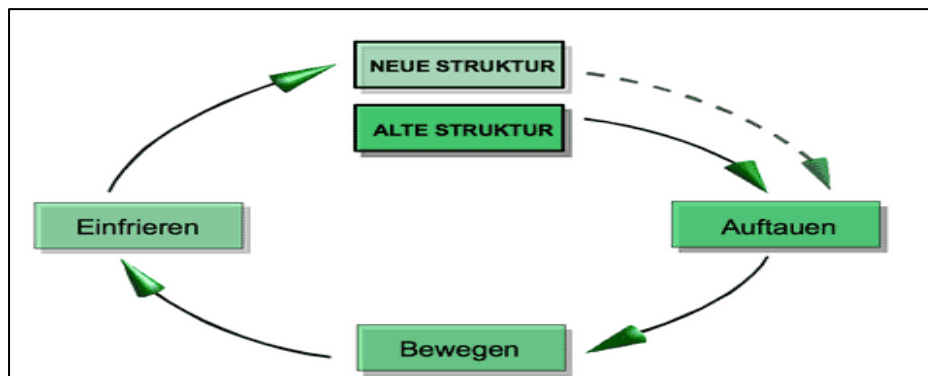 NEUE STRUKTUR
ALTE STRUKTUR
Einfrieren
Auftauen
Bewegen